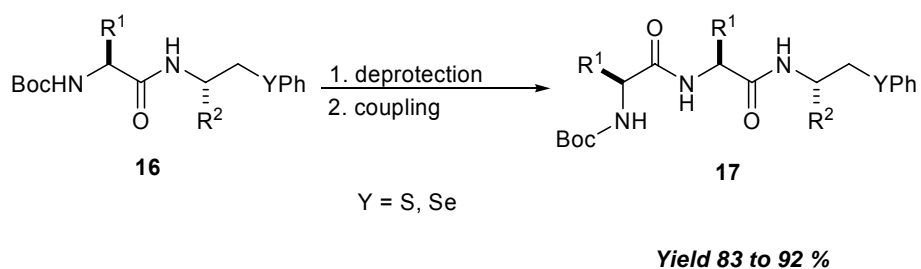 R1
H
N
BocHN
YPh
O
R2
16
1. deprotection
2. coupling
Y = S, Se
R1
O
R1
H
N
N
H
YPh
NH
O
R2
Boc
17
Yield 83 to 92 %